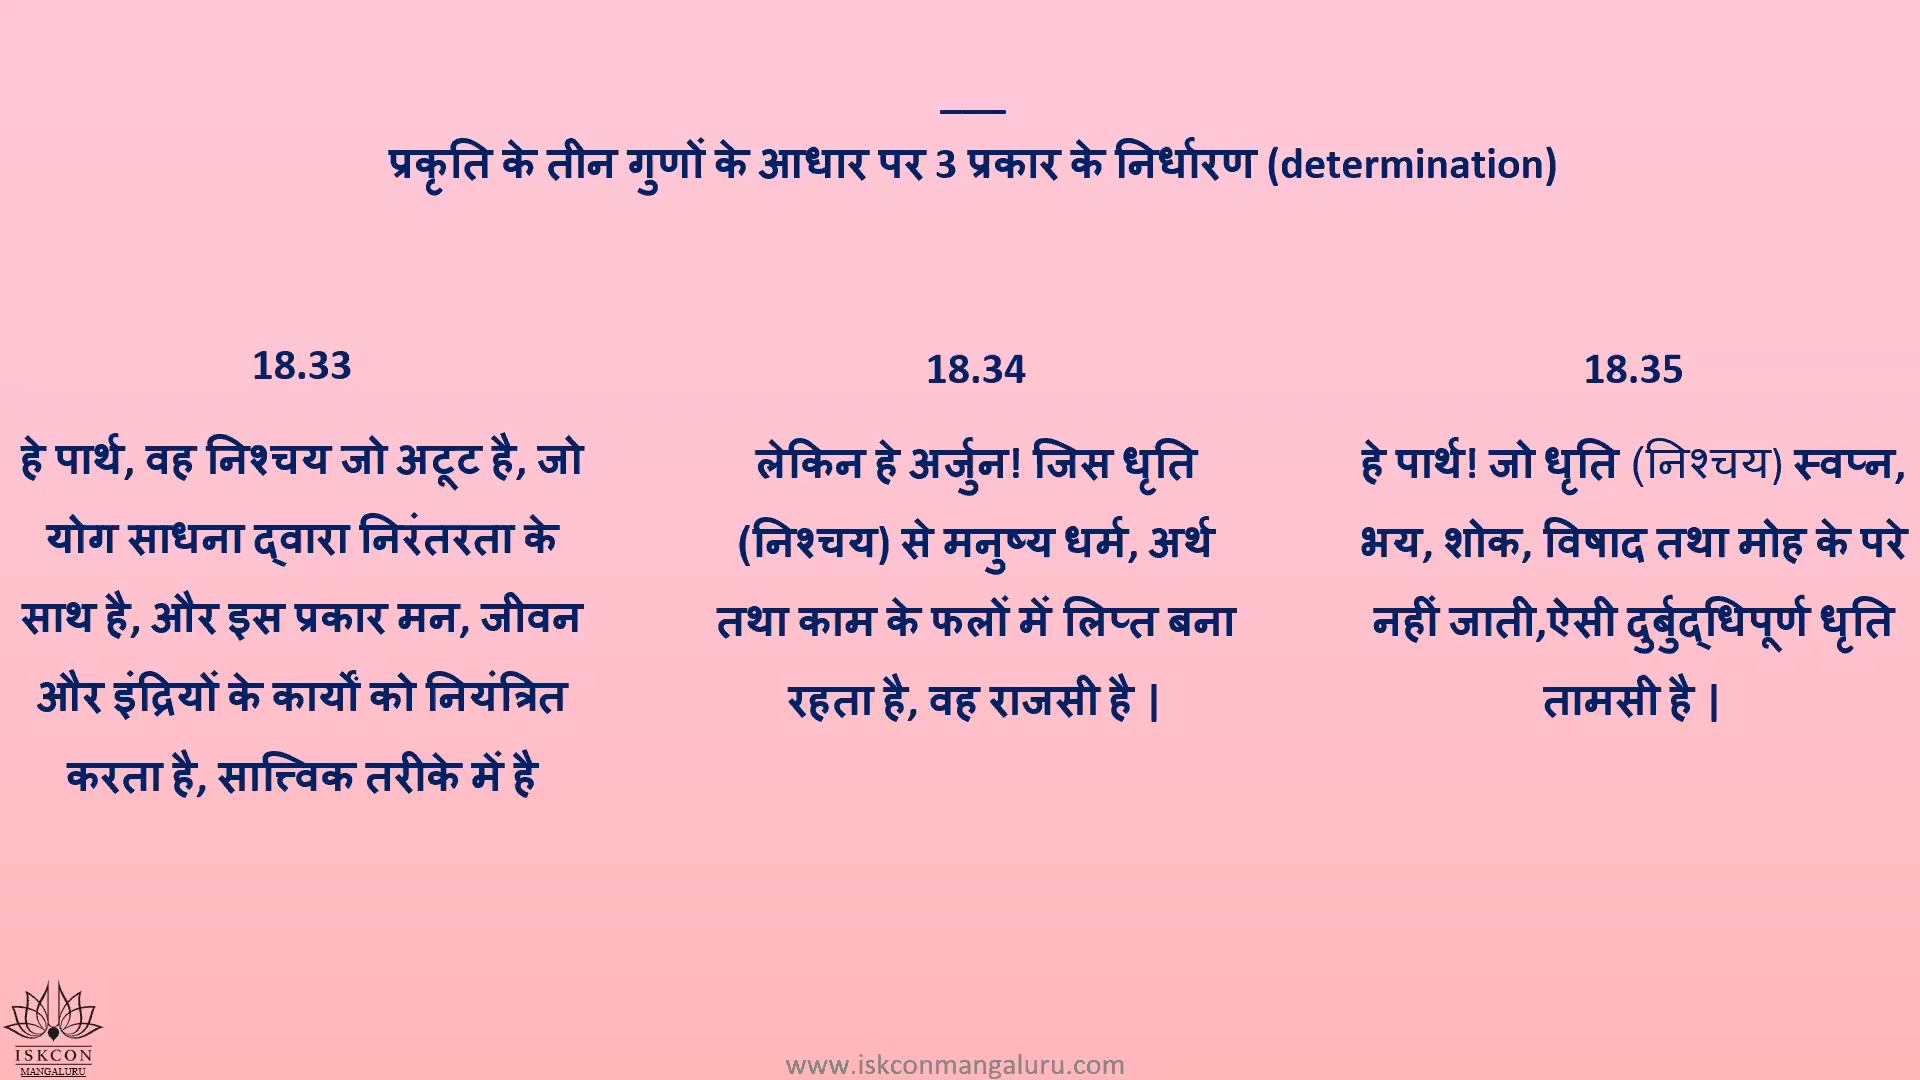 प्रकृति के तीन गुणों के आधार पर 3 प्रकार के निर्धारण (determination)
18.33
हे पार्थ, वह निश्चय जो अटूट है, जो
योग साधना द्वारा निरंतरता के
साथ है, और इस प्रकार मन, जीवन
और इंद्रियों के कार्यों को नियंत्रित
करता है, सात्त्विक तरीके में है
18.34
लेकिन हे अर्जुन! जिस धृति
(निश्चय) से मनुष्य धर्म, अर्थ
तथा काम के फलों में लिप्त बना
रहता है, वह राजसी है |
18.35
हे पार्थ! जो धृति (निश्चय) स्वप्न,
भय, शोक, विषाद तथा मोह के परे
नहीं जाती,ऐसी दुर्बुद्धिपूर्ण धृति
तामसी है |
ISKCON
MANGALURU
www.iskconmangaluru.com